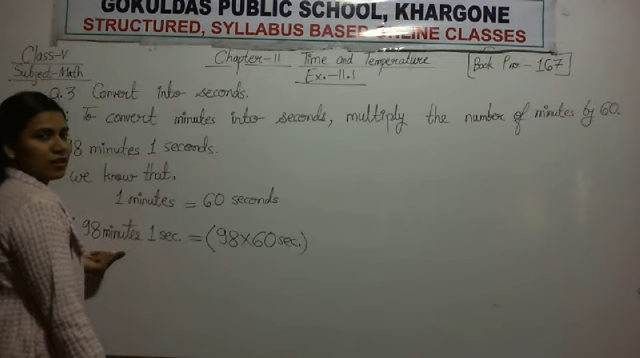 GOKULDAS PUBLIC SCHOOL, KHARGONE
STRUCTURED, SYLLABUS BASED ONLINE CLASSES
Class-V
Chapter-11 Time and Temperature
Book Pno.-167
Subject-Math
Ex.-11.1
Q.3 Convert into seconds.
To convert minutes into seconds, multiply the number of minutes by 60.
8 minutes 1 seconds.
we know that,
1 minutes = 60 seconds
98 minutes 1 sec. = (98×60 sec.)